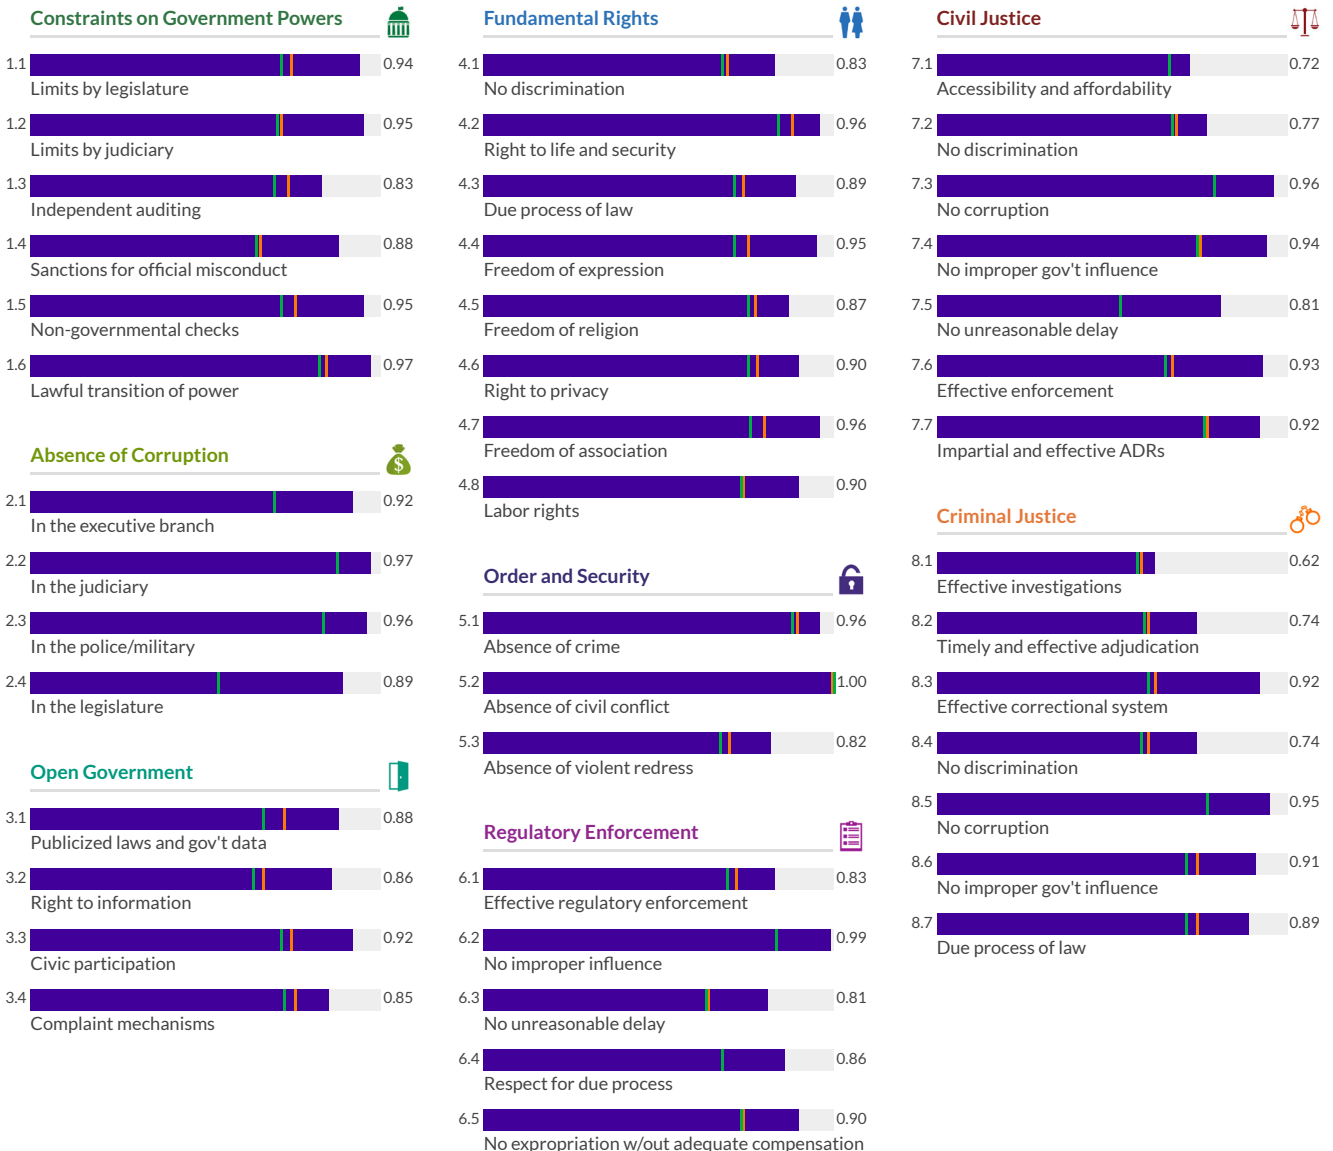 Constraints on Government Powers
1.1 0.94
Limits by legislature
1.2 0.95
Limits by judiciary
1.3 0.83
Independent auditing
1.4 0.88
Sanctions for official misconduct
1.5 0.95
Non-governmental checks
1.6 0.97
Lawful transition of power
Absence of Corruption
$
2.1 0.92
In the executive branch
2.2 0.97
In the judiciary
2.3 0.96
In the police/military
2.4 0.89
In the legislature
Open Government
3.1 0.88
Publicized laws and gov't data
3.2 0.86
Right to information
3.3 0.92
Civic participation
3.4 0.85
Complaint mechanisms
Fundamental Rights
4.1 0.83
No discrimination
4.2 0.96
Right to life and security
4.3 0.89
Due process of law
4.4 0.95
Freedom of expression
4.5 0.87
Freedom of religion
4.6 0.90
Right to privacy
4.7 0.96
Freedom of association
4.8 0.90
Labor rights
Order and Security
5.1 0.96
Absence of crime
5.2 1.00
Absence of civil conflict
5.3 0.82
Absence of violent redress
Regulatory Enforcement
6.1 0.83
Effective regulatory enforcement
6.2 0.99
No improper influence
6.3 0.81
No unreasonable delay
6.4 0.86
Respect for due process
6.5 0.90
No expropriation w/out adequate compensation
Civil Justice
7.1 0.72
Accessibility and affordability
7.2 0.77
No discrimination
7.3 0.96
No corruption
7.4 0.94
No improper gov't influence
7.5 0.81
No unreasonable delay
7.6 0.93
Effective enforcement
7.7 0.92
Impartial and effective ADRs
Criminal Justice
8.1 0.62
Effective investigations
8.2 0.74
Timely and effective adjudication
8.3 0.92
Effective correctional system
8.4 0.74
No discrimination
8.5 0.95
No corruption
8.6 0.91
No improper gov't influence
8.7 0.89
Due process of law